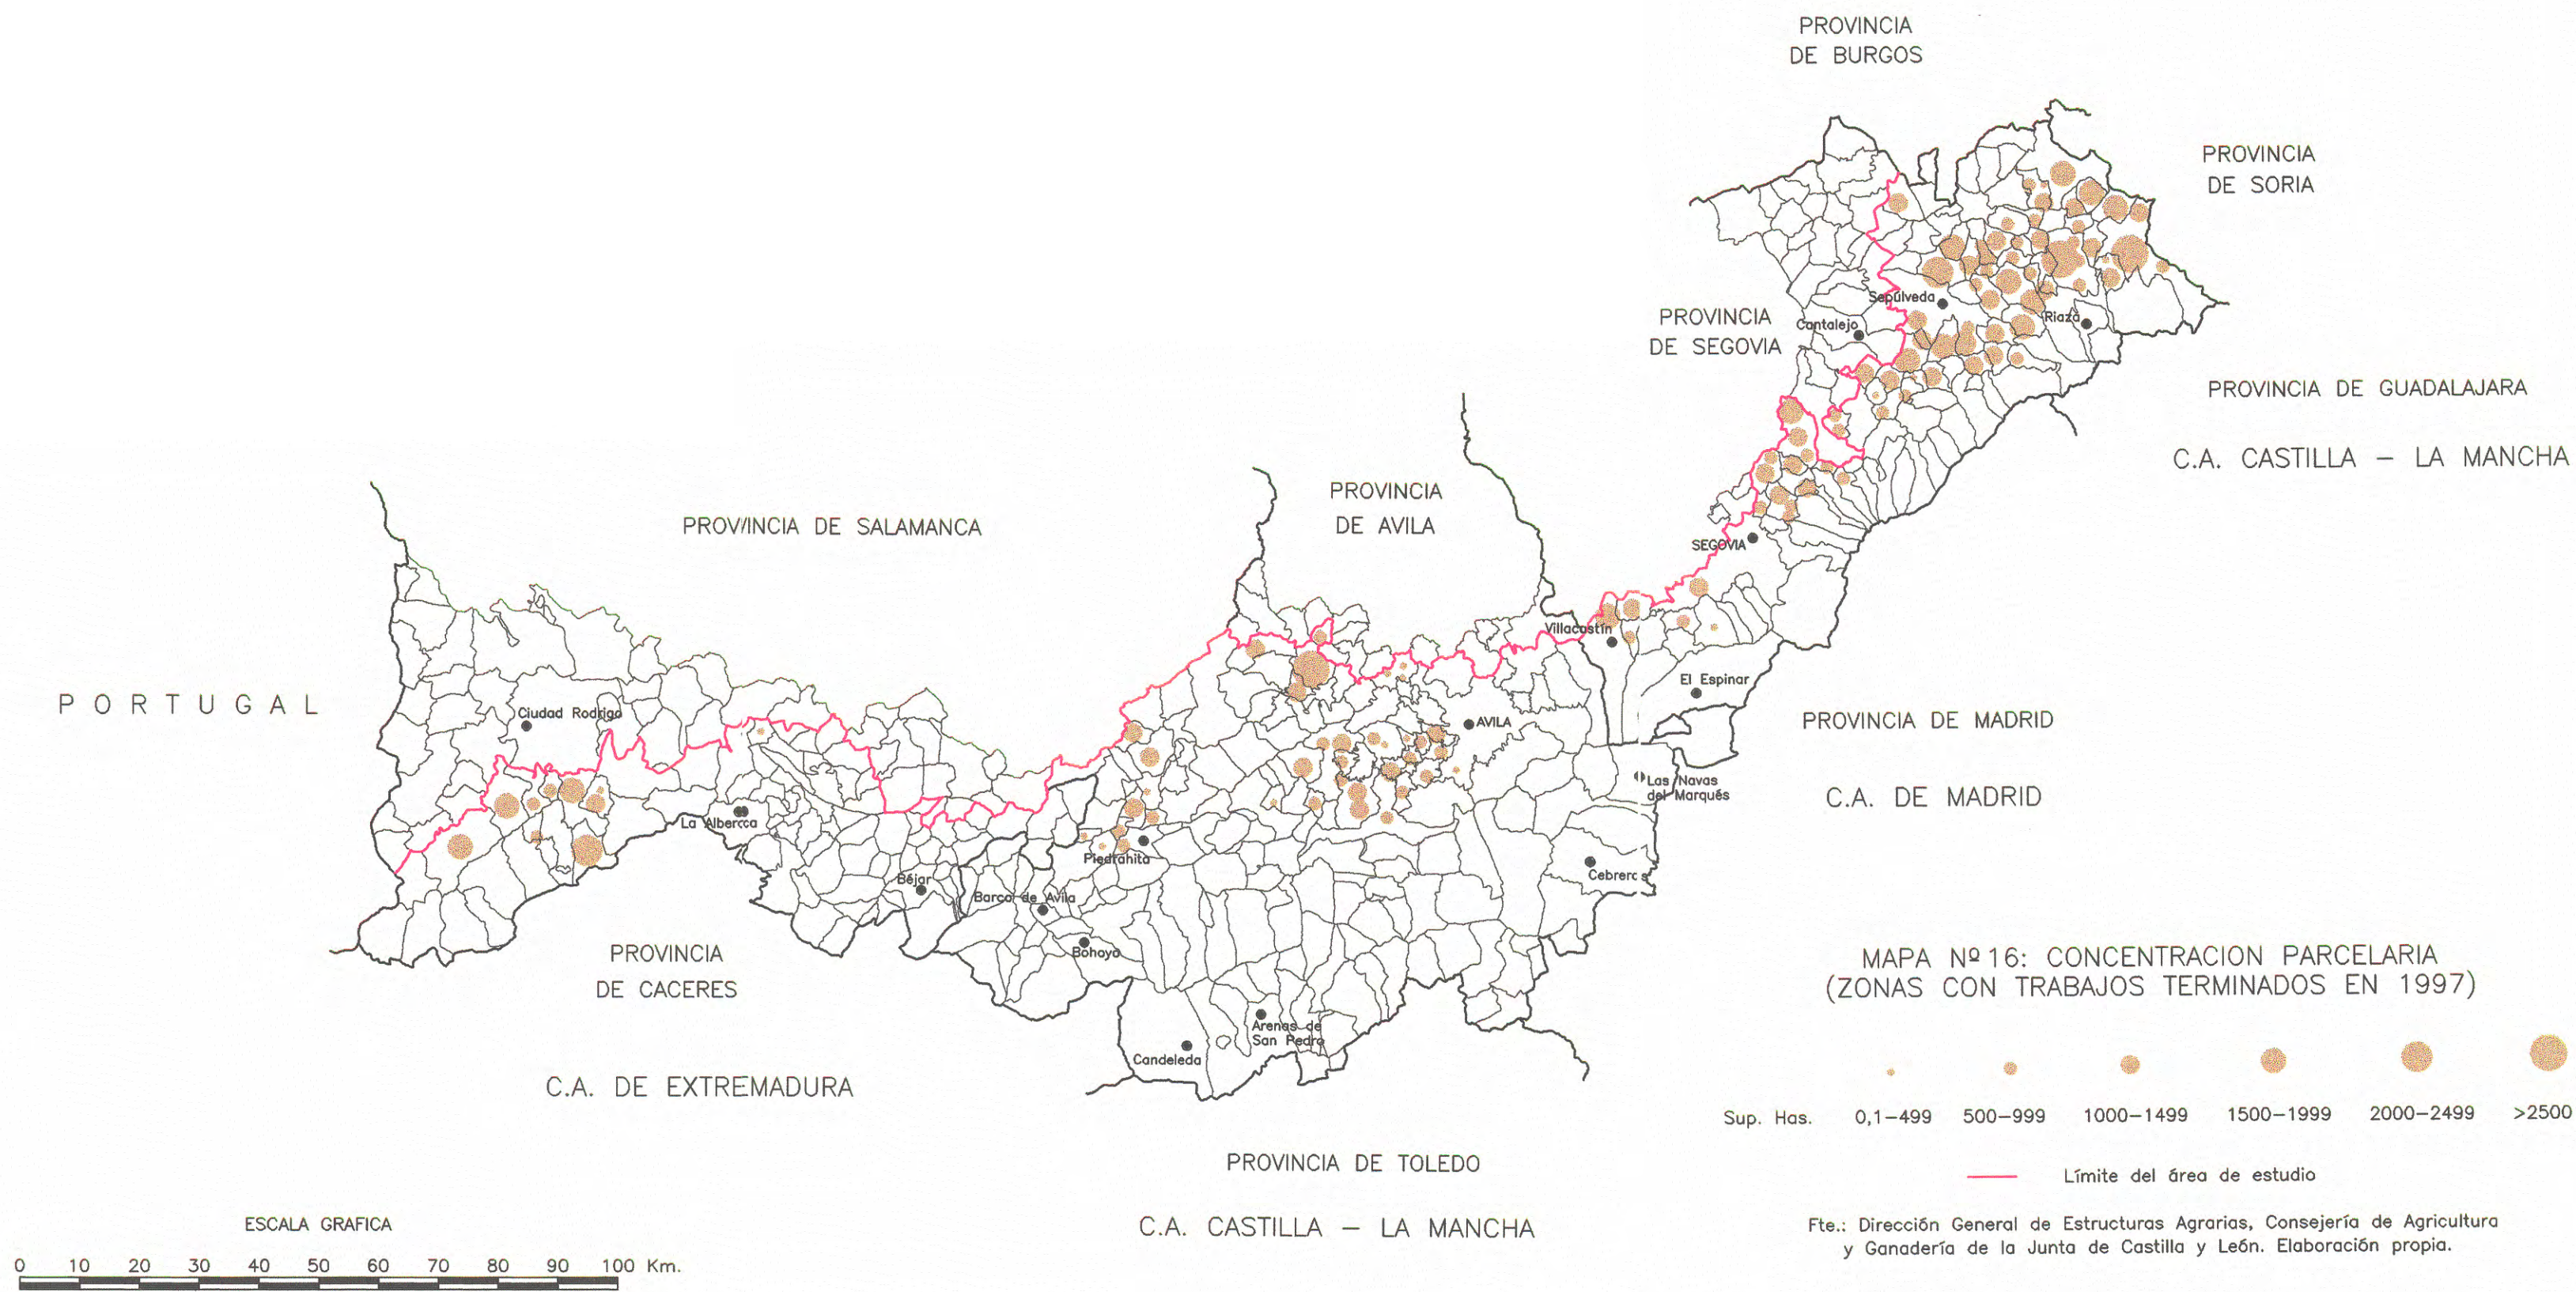 PROVINCIA
DE BURGOS
PROVINCIA
DE SORIA
Sepúlveda
Riaza
PROVINCIA
DE SEGOVIA
Cantalejo
PROVINCIA DE GUADALAJARA
C.A. CASTILLA – LA MANCHA
PROVINCIA
DE AVILA
PROVINCIA DE SALAMANCA
SEGOVIA
Villacastín
El Espinar
PORTUGAL
Ciudad Rodrigo
AVILA
PROVINCIA DE MADRID
Las Navas
del Marqués
C.A. DE MADRID
La Alberca
Piedrahita
Cebreros
Béjar
Barco de Avila
Bohoyo
PROVINCIA
DE CACERES
MAPA Nº 16: CONCENTRACION PARCELARIA
(ZONAS CON TRABAJOS TERMINADOS EN 1997)
Arenas de
San Pedro
Candeleda
C.A. DE EXTREMADURA
Sup. Has. 0,1–499 500–999 1000–1499 1500–1999 2000–2499 >2500
PROVINCIA DE TOLEDO
Límite del área de estudio
C.A. CASTILLA – LA MANCHA
ESCALA GRAFICA
Fte.: Dirección General de Estructuras Agrarias, Consejería de Agricultura
y Ganadería de la Junta de Castilla y León. Elaboración propia.
0 10 20 30 40 50 60 70 80 90 100 Km.